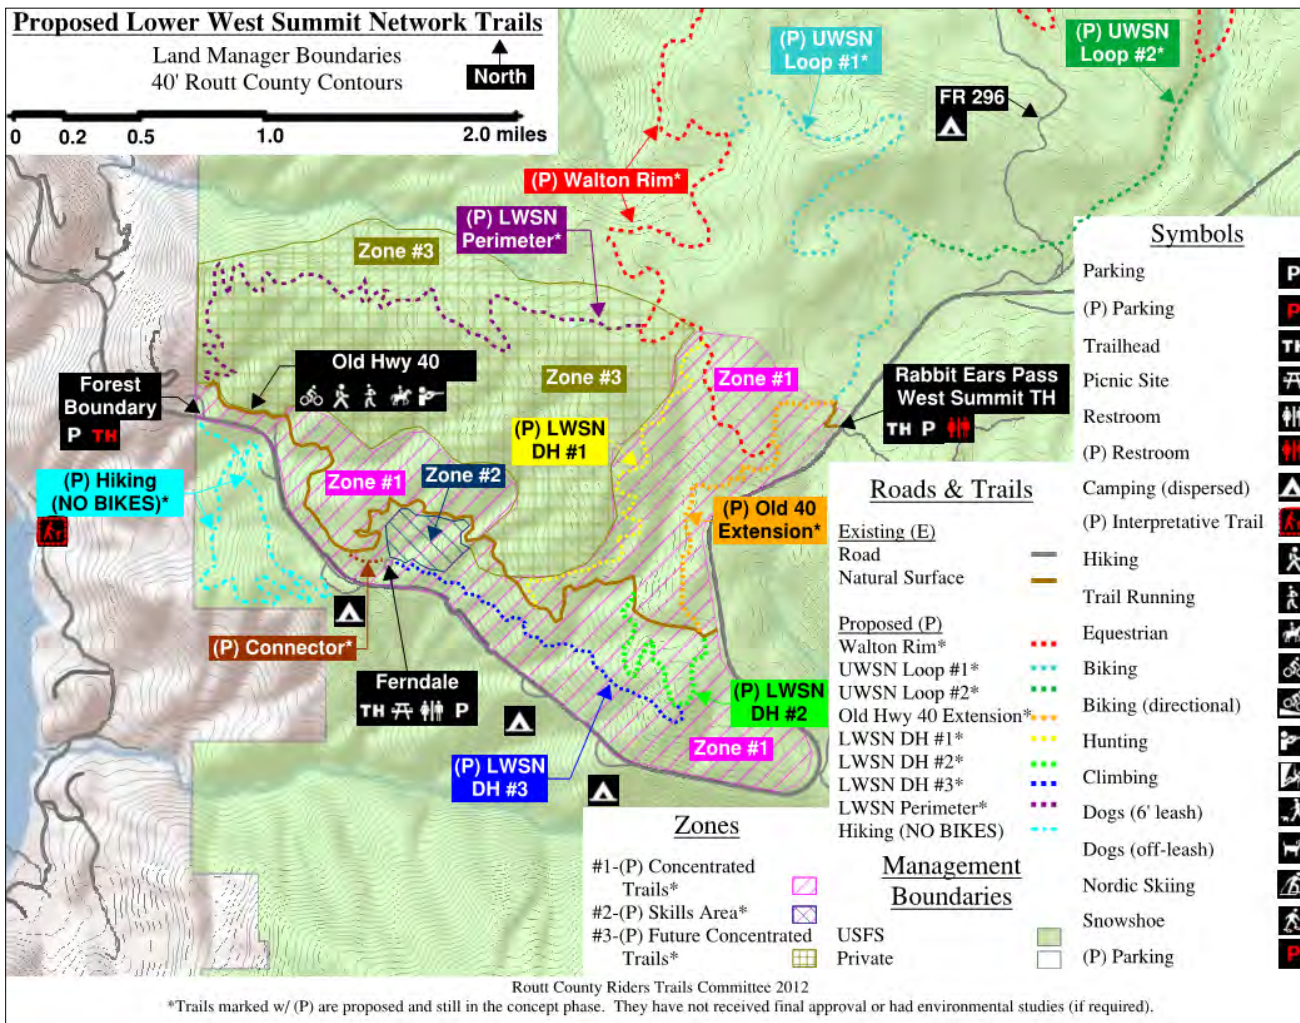 Proposed Lower West Summit Network Trails
Land Manager Boundaries
40' Routt County Contours
North
0 0.2 0.5 1.0 2.0 miles
(P) UWSN
Loop #1*
(P) UWSN
Loop #2*
FR 296
(P) Walton Rim*
(P) LWSN
Perimeter*
Zone #3
Old Hwy 40
Zone #3
Zone #1
Forest
Boundary
P TH
Rabbit Ears Pass
West Summit TH
TH P
(P) LWSN
DH #1
(P) Hiking
(NO BIKES)*
Zone #1
Zone #2
(P) Old 40
Extension*
(P) Connector*
Ferndale
TH P
(P) LWSN
DH #2
Zone #1
(P) LWSN
DH #3
Symbols
Parking P
(P) Parking P
Trailhead TH
Picnic Site
Restroom
(P) Restroom
Camping (dispersed)
(P) Interpretative Trail
Hiking
Trail Running
Equestrian
Biking
Biking (directional)
Hunting
Climbing
Dogs (6' leash)
Dogs (off-leash)
Nordic Skiing
Snowshoe
(P) Parking P
Roads & Trails
Existing (E)
Road
Natural Surface
Proposed (P)
Walton Rim*
UWSN Loop #1*
UWSN Loop #2*
Old Hwy 40 Extension*
LWSN DH #1*
LWSN DH #2*
LWSN DH #3*
LWSN Perimeter*
Hiking (NO BIKES)
Zones
#1-(P) Concentrated
Trails*
#2-(P) Skills Area*
#3-(P) Future Concentrated
Trails*
Management
Boundaries
USFS
Private
Routt County Riders Trails Committee 2012
*Trails marked w/ (P) are proposed and still in the concept phase. They have not received final approval or had environmental studies (if required).